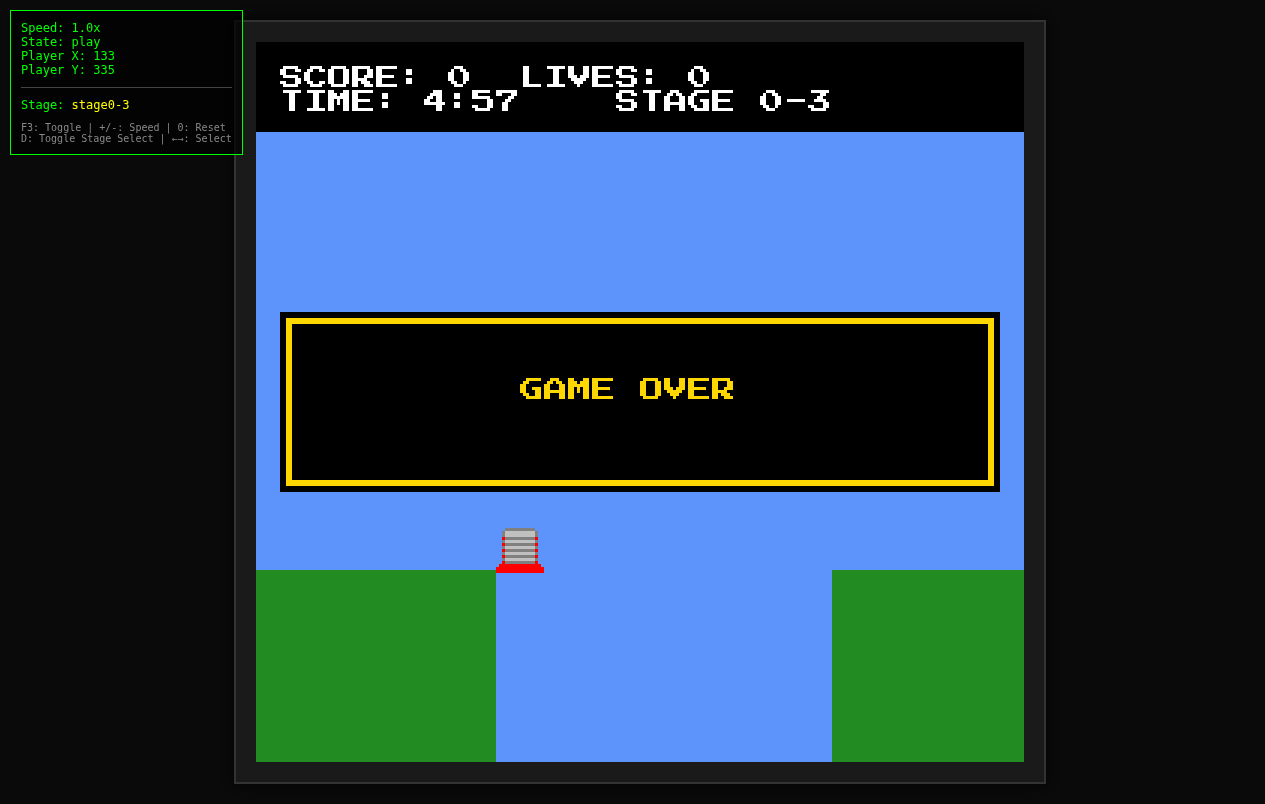 Speed: 1.0x
State: play
Player X: 133
Player Y: 335
Stage: stage0-3
F3: Toggle | +/-: Speed | 0: Reset
D: Toggle Stage Select | ←→: Select
SCORE: 0 LIVES: 0
TIME: 4:57 STAGE 0-3
GAME OVER